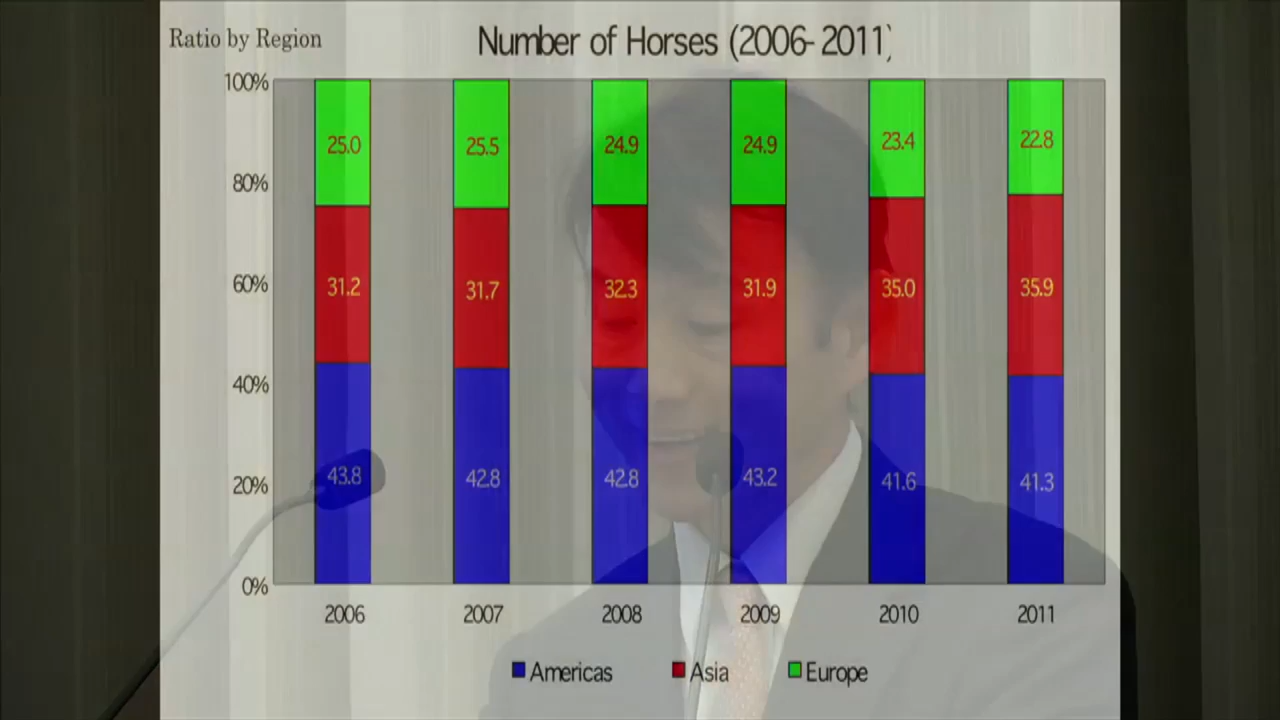 Ratio by Region
Number of Horses (2006-2011)
100%
80%
60%
40%
20%
0%
25.0 25.5 24.9 24.9 23.4 22.8
31.2 31.7 32.3 31.9 35.0 35.9
43.8 42.8 42.8 43.2 41.6 41.3
2006 2007 2008 2009 2010 2011
Americas Asia Europe